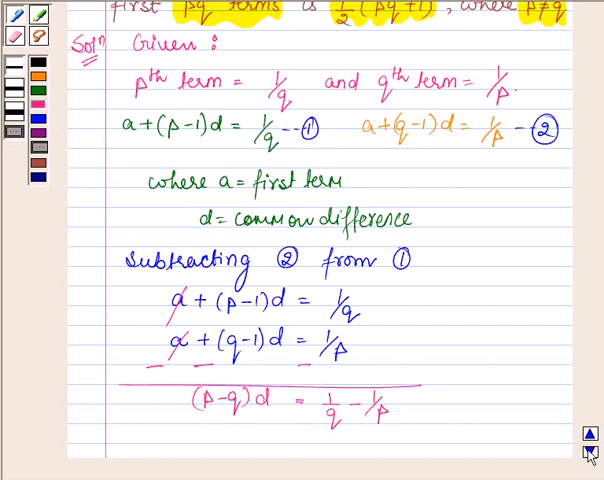 first pq terms is 1/2 (pq+1), where p≠q
Solⁿ Given :
pᵗʰ term = 1/q and qᵗʰ term = 1/p.
a+(p-1)d = 1/q --① a+(q-1)d = 1/p --②
where a = first term
d = common difference
Subtracting ② from ①
a + (p-1)d = 1/q
a + (q-1)d = 1/p
— — —
(p-q)d = 1/q - 1/p